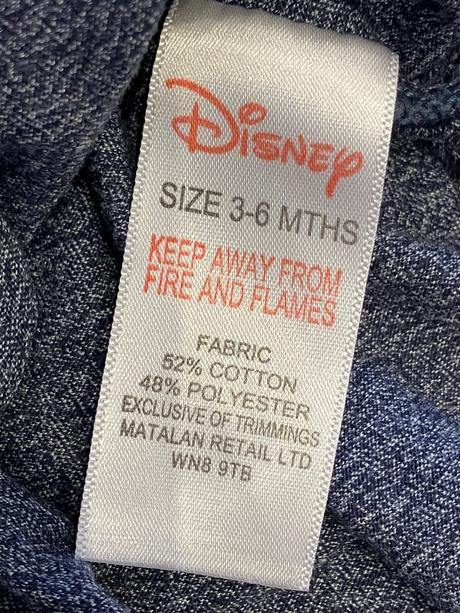 Disney
SIZE 3-6 MTHS
KEEP AWAY FROM
FIRE AND FLAMES
FABRIC
52% COTTON
48% POLYESTER
EXCLUSIVE OF TRIMMINGS
MATALAN RETAIL LTD
WN8 9TB